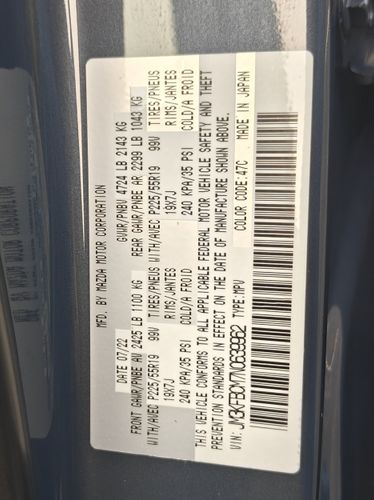 MFD. BY MAZDA MOTOR CORPORATION
DATE 07/22 GVWR/PNBV 4724 LB 2143 KG
FRONT GAWR/PNBE AV 2425 LB 1100 KG REAR GAWR/PNBE AR 2299 LB 1043 KG
WITH/AVEC P225/55R19 99V TIRES/PNEUS WITH/AVEC P225/55R19 99V TIRES/PNEUS
19X7J RIMS/JANTES 19X7J RIMS/JANTES
240 KPA/35 PSI COLD/A FROID 240 KPA/35 PSI COLD/A FROID
THIS VEHICLE CONFORMS TO ALL APPLICABLE FEDERAL MOTOR VEHICLE SAFETY AND THEFT
PREVENTION STANDARDS IN EFFECT ON THE DATE OF MANUFACTURE SHOWN ABOVE.
VIN: JM3KFBCM7N0639962 TYPE:MPV COLOR CODE:47C MADE IN JAPAN